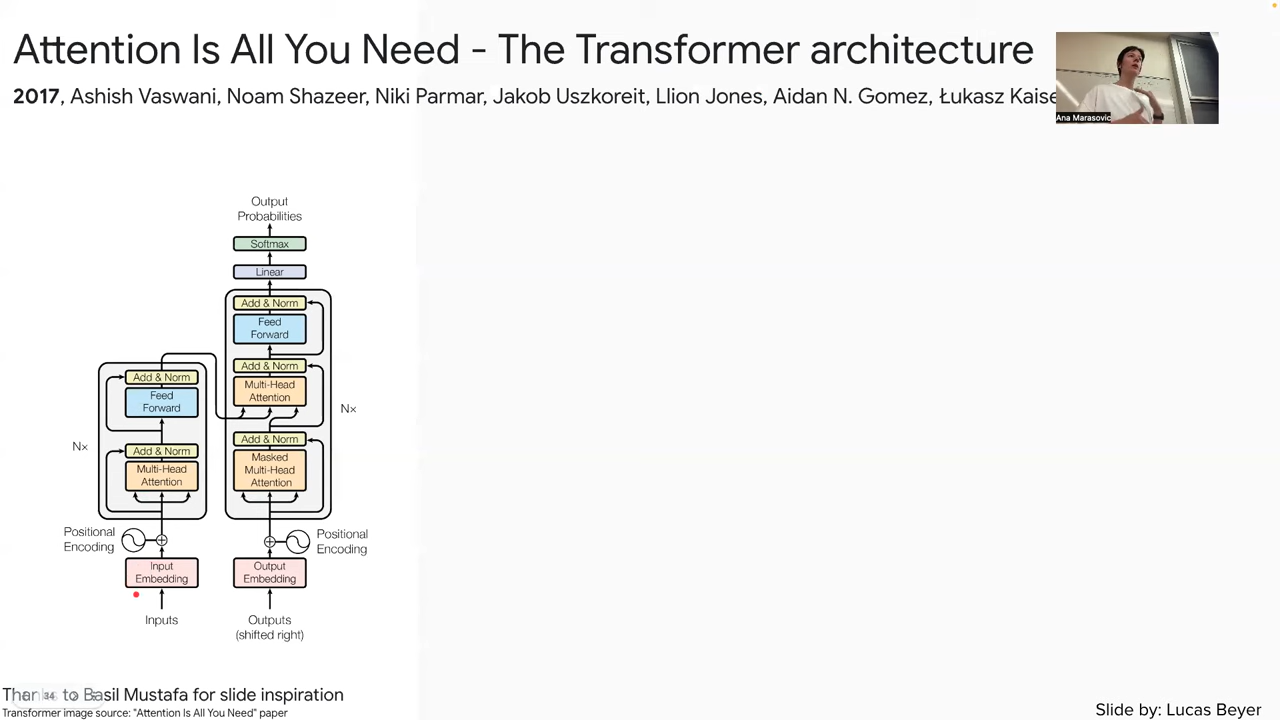 Attention Is All You Need - The Transformer architecture
2017, Ashish Vaswani, Noam Shazeer, Niki Parmar, Jakob Uszkoreit, Llion Jones, Aidan N. Gomez, Łukasz Kaise
Ana Marasovic
Output
Probabilities
Softmax
Linear
Add & Norm
Feed
Forward
Add & Norm
Multi-Head
Attention
Add & Norm
Masked
Multi-Head
Attention
Nx
Add & Norm
Feed
Forward
Add & Norm
Multi-Head
Attention
Nx
Positional
Encoding
Positional
Encoding
Input
Embedding
Output
Embedding
Inputs
Outputs
(shifted right)
Thanks to Basil Mustafa for slide inspiration
34
Transformer image source: "Attention Is All You Need" paper
Slide by: Lucas Beyer